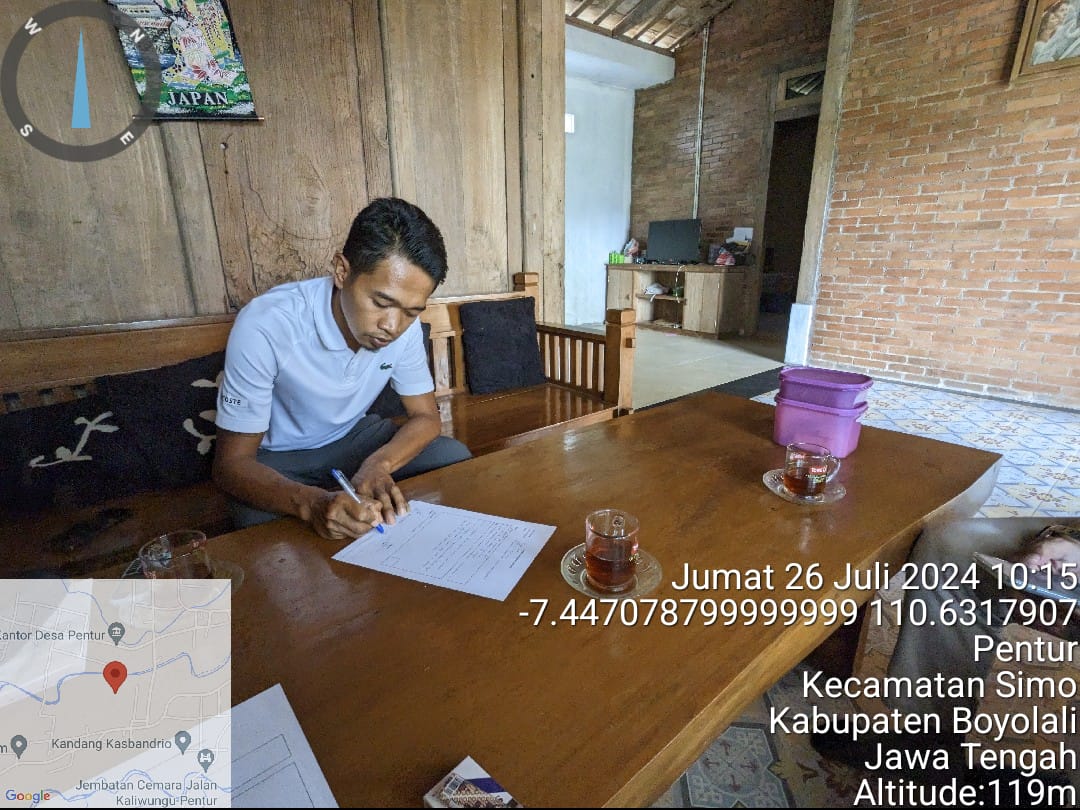 W
N
S
E
JAPAN
Jumat 26 Juli 2024 10:15
-7.447078799999999 110.6317907
Pentur
Kecamatan Simo
Kabupaten Boyolali
Jawa Tengah
Altitude:119m
Kantor Desa Pentur
Kandang Kasbandrio
Jembatan Cemara Jalan
Kaliwungu-Pentur
Google